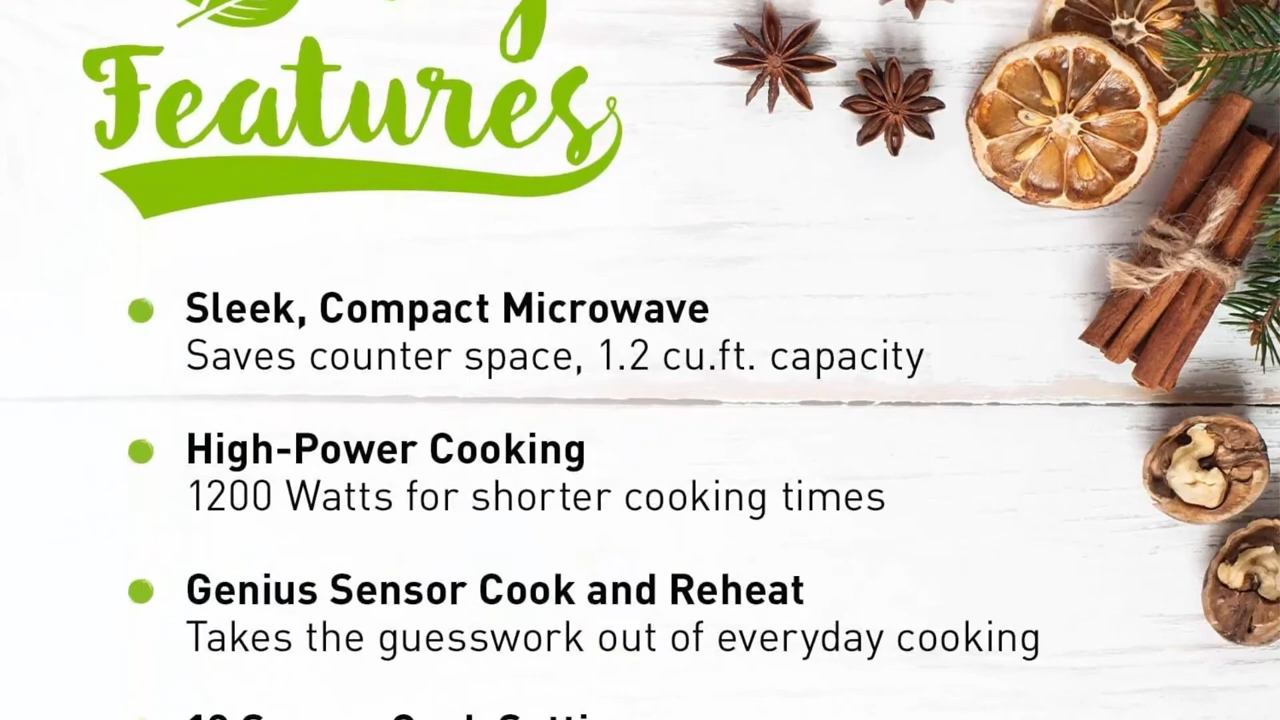 Features
Sleek, Compact Microwave
Saves counter space, 1.2 cu.ft. capacity
High-Power Cooking
1200 Watts for shorter cooking times
Genius Sensor Cook and Reheat
Takes the guesswork out of everyday cooking